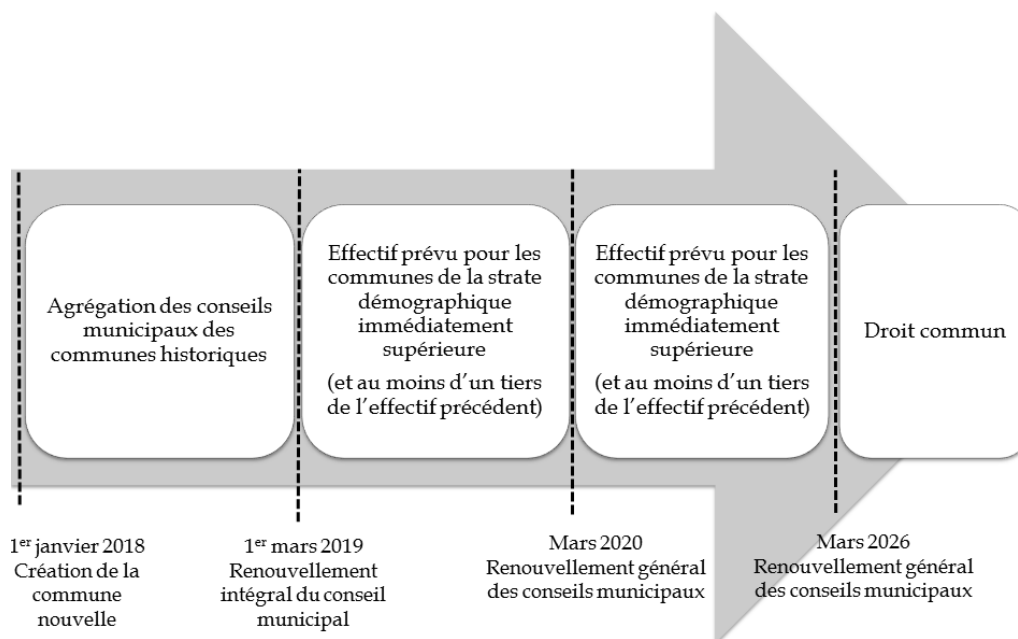 Agrégation des conseils
municipaux des
communes historiques
Effectif prévu pour les
communes de la strate
démographique
immédiatement
supérieure
(et au moins d'un tiers
de l'effectif précédent)
Effectif prévu pour les
communes de la strate
démographique
immédiatement
supérieure
(et au moins d'un tiers
de l'effectif précédent)
Droit commun
1er janvier 2018
Création de la
commune
nouvelle
1er mars 2019
Renouvellement
intégral du conseil
municipal
Mars 2020
Renouvellement général
des conseils municipaux
Mars 2026
Renouvellement général
des conseils municipaux